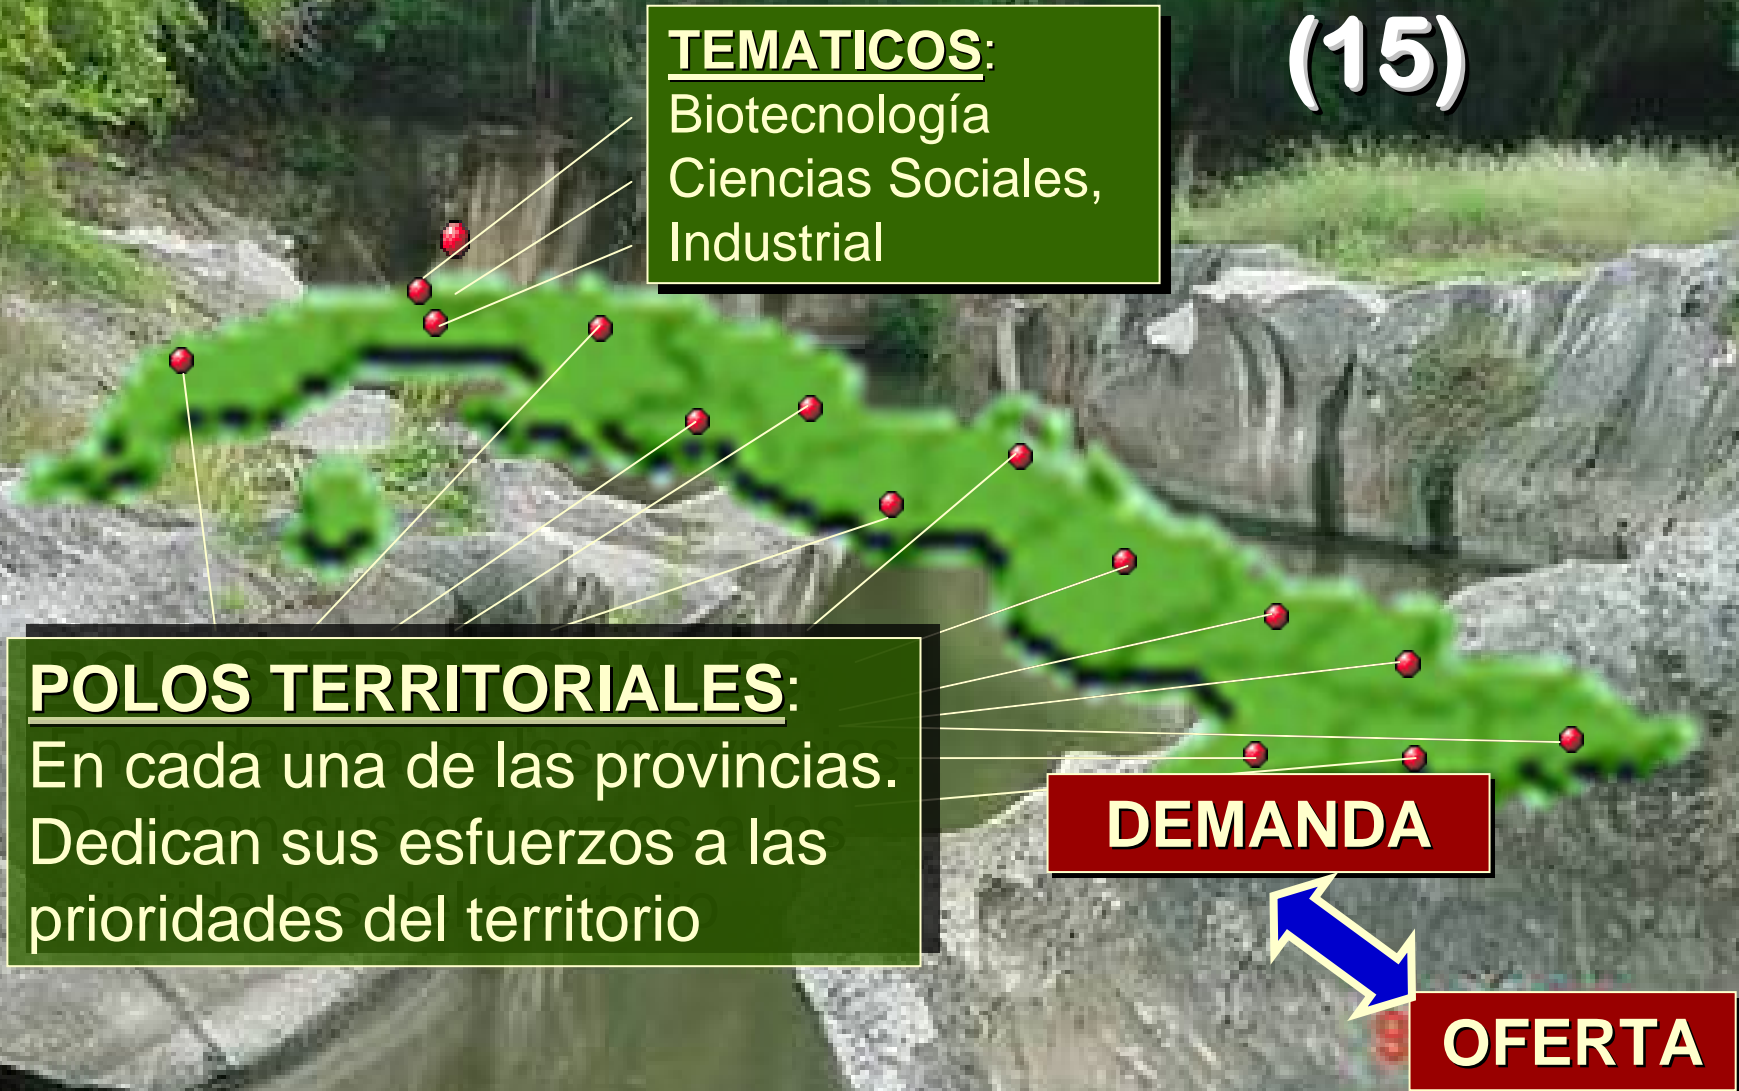 (15)
TEMATICOS:
Biotecnología
Ciencias Sociales,
Industrial
POLOS TERRITORIALES:
En cada una de las provincias.
Dedican sus esfuerzos a las
prioridades del territorio
DEMANDA
OFERTA